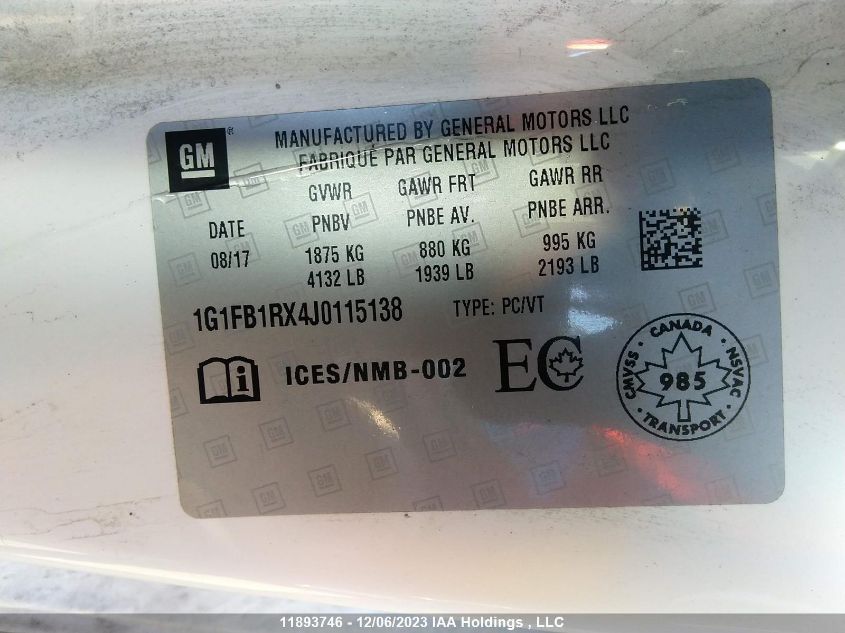 GM ®
MANUFACTURED BY GENERAL MOTORS LLC
FABRIQUÉ PAR GENERAL MOTORS LLC
GVWR GAWR FRT GAWR RR
DATE PNBV PNBE AV. PNBE ARR.
08/17 1875 KG 880 KG 995 KG
4132 LB 1939 LB 2193 LB
1G1FB1RX4J0115138 TYPE: PC/VT
i ICES/NMB-002 EC
CANADA
CMVSS 985 NSVAC
TRANSPORT
11893746 - 12/06/2023 IAA Holdings , LLC